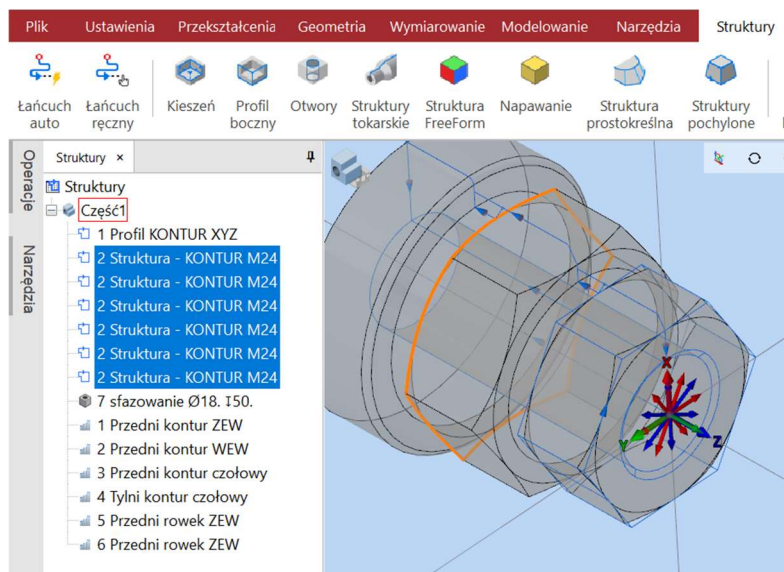 Plik Ustawienia Przekształcenia Geometria Wymiarowanie Modelowanie Narzędzia Struktury
Łańcuch auto
Łańcuch ręczny
Kieszeń
Profil boczny
Otwory
Struktury tokarskie
Struktura FreeForm
Napawanie
Struktura prostokreślna
Struktury pochylone
Operacje
Narzędzia
Struktury ×
Struktury
Część1
1 Profil KONTUR XYZ
2 Struktura - KONTUR M24
2 Struktura - KONTUR M24
2 Struktura - KONTUR M24
2 Struktura - KONTUR M24
2 Struktura - KONTUR M24
2 Struktura - KONTUR M24
7 sfazowanie Ø18. I50.
1 Przedni kontur ZEW
2 Przedni kontur WEW
3 Przedni kontur czołowy
4 Tylni kontur czołowy
5 Przedni rowek ZEW
6 Przedni rowek ZEW
X
Y
Z